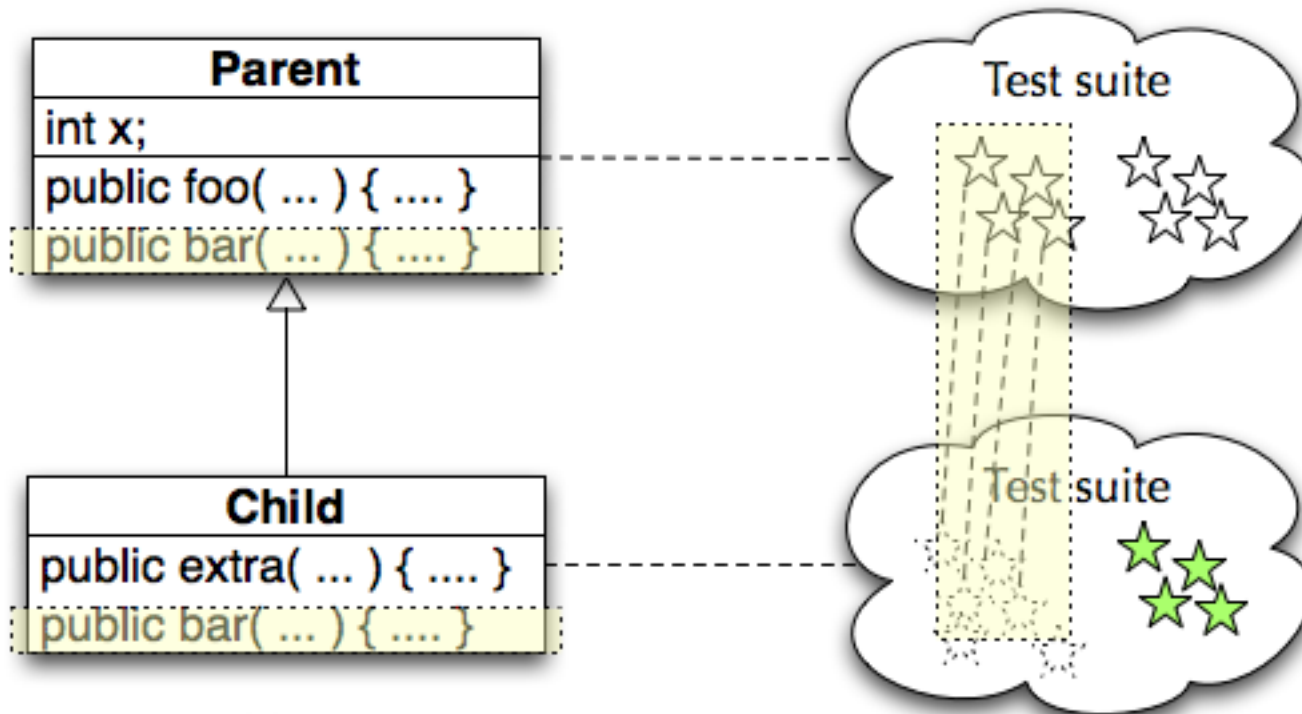 Parent
int x;
public foo( ... ) { .... }
public bar( ... ) { .... }
Test suite
Child
public extra( ... ) { .... }
public bar( ... ) { .... }
Test suite